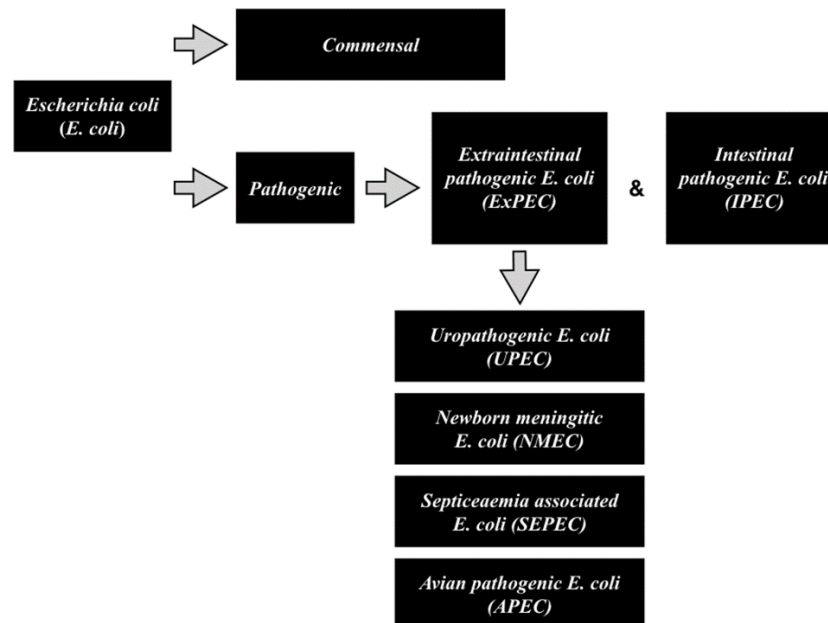 Commensal
Escherichia coli
(E. coli)
Pathogenic
Extraintestinal
pathogenic E. coli
(ExPEC)
&
Intestinal
pathogenic E. coli
(IPEC)
Uropathogenic E. coli
(UPEC)
Newborn meningitic
E. coli (NMEC)
Septiceaemia associated
E. coli (SEPEC)
Avian pathogenic E. coli
(APEC)